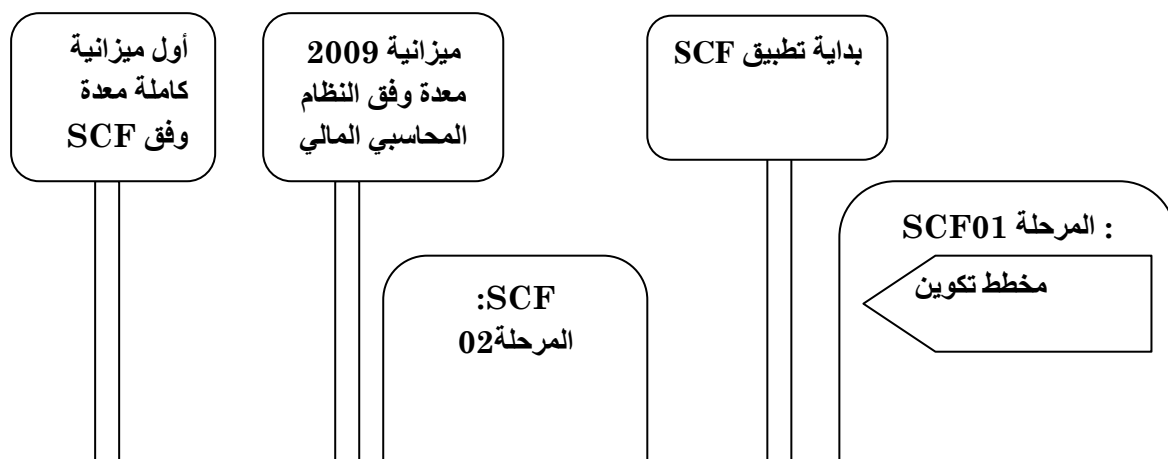 بداية تطبيق SCF
ميزانية 2009
معدة وفق النظام
المحاسبي المالي
أول ميزانية
كاملة معدة
وفق SCF
المرحلة SCF01 :
مخطط تكوين
SCF:
المرحلة02